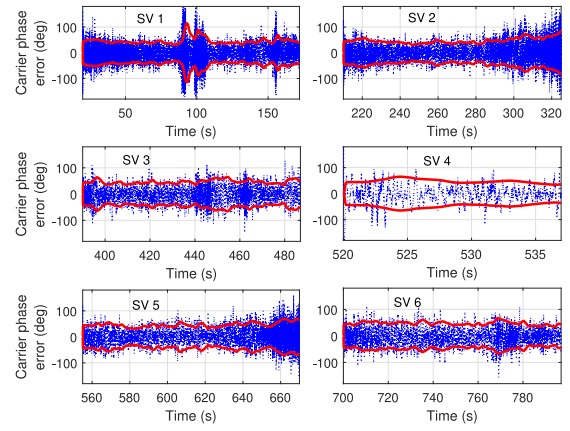 SV 1
SV 2
Carrier phase
error (deg)
100
0
-100
50
100
150
Time (s)
100
0
-100
220
240
260
280
300
320
Time (s)
SV 3
SV 4
Carrier phase
error (deg)
100
0
-100
400
420
440
460
480
Time (s)
100
0
-100
520
525
530
535
Time (s)
SV 5
SV 6
Carrier phase
error (deg)
100
0
-100
560
580
600
620
640
660
Time (s)
100
0
-100
700
720
740
760
780
Time (s)